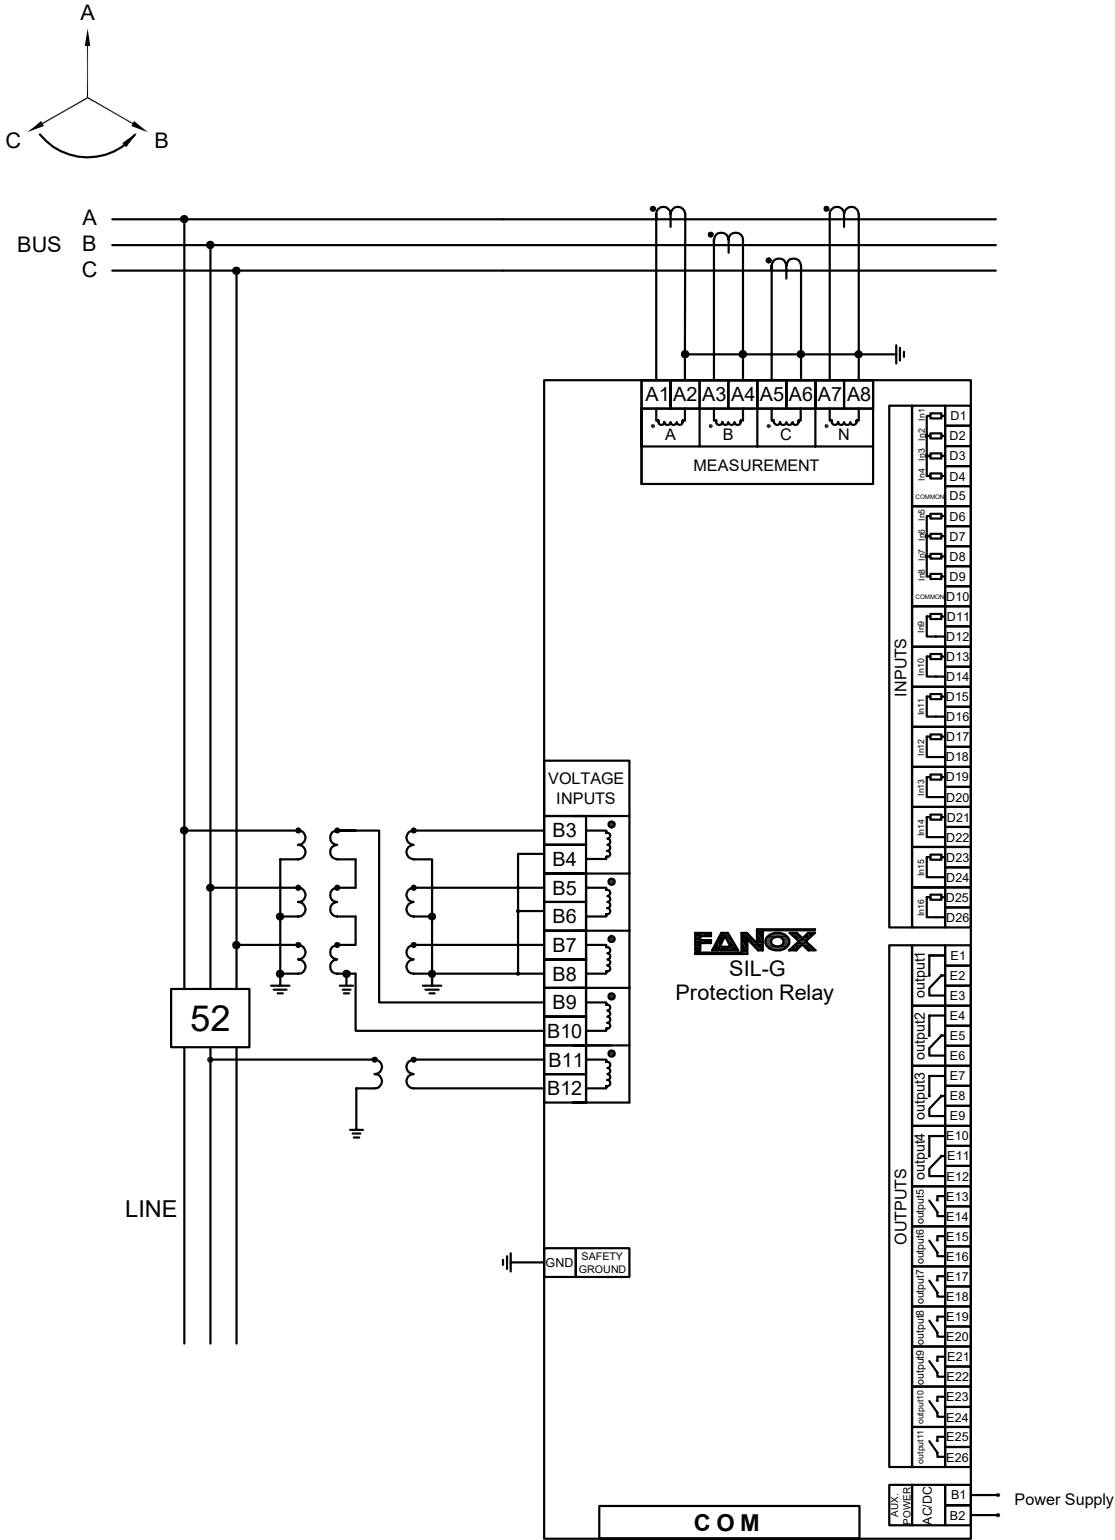 A
C
B
A
BUS B
C
A1 A2 A3 A4 A5 A6 A7 A8
A B C N
MEASUREMENT
INPUTS
In1 D1
In2 D2
In3 D3
In4 D4
COMMON D5
In5 D6
In6 D7
In7 D8
In8 D9
COMMON D10
In9 D11
D12
In10 D13
D14
In11 D15
D16
In12 D17
D18
In13 D19
D20
In14 D21
D22
In15 D23
D24
In16 D25
D26
VOLTAGE
INPUTS
B3
B4
B5
B6
B7
B8
B9
B10
B11
B12
52
FANOX
SIL-G
Protection Relay
OUTPUTS
output1 E1
E2
E3
output2 E4
E5
E6
output3 E7
E8
E9
output4 E10
E11
E12
output5 E13
E14
output6 E15
E16
output7 E17
E18
output8 E19
E20
output9 E21
E22
output10 E23
E24
output11 E25
E26
LINE
GND SAFETY
GROUND
AUX.
POWER
AC/DC
B1
B2
Power Supply
COM